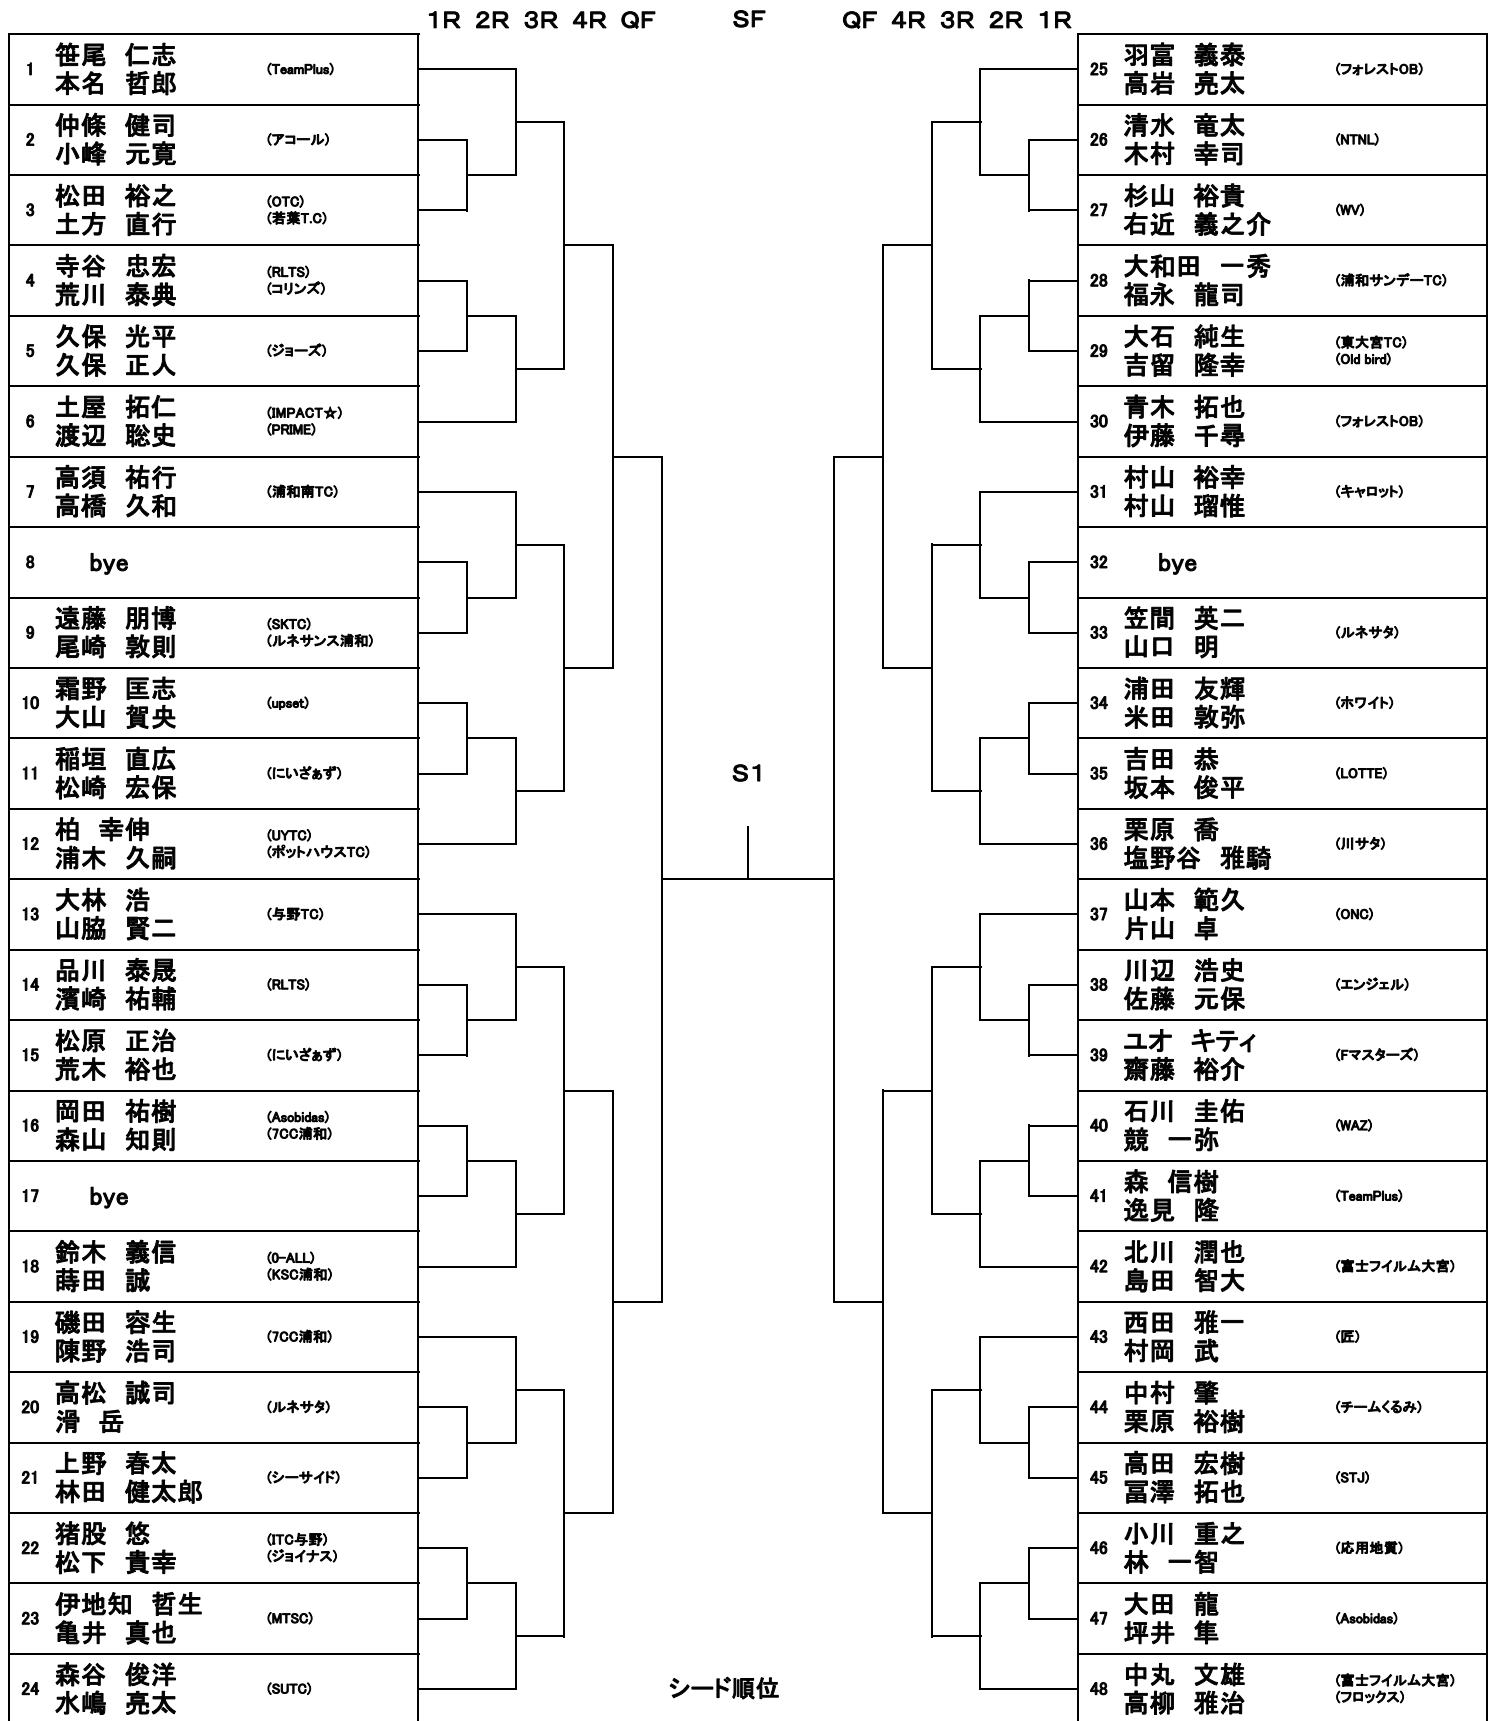 1R 2R 3R 4R QF SF QF 4R 3R 2R 1R
1 笹尾 仁志 (TeamPlus)
本名 哲郎
2 仲條 健司 (アコール)
小峰 元寛
3 松田 裕之 (OTC)
土方 直行 (若葉T.C)
4 寺谷 忠宏 (RLTS)
荒川 泰典 (コリンズ)
5 久保 光平 (ジョーズ)
久保 正人
6 土屋 拓仁 (IMPACT☆)
渡辺 聡史 (PRIME)
7 高須 祐行 (浦和南TC)
高橋 久和
8 bye
9 遠藤 朋博 (SKTC)
尾崎 敦則 (ルネサンス浦和)
10 霜野 匡志 (upset)
大山 賀央
11 稲垣 直広 (にいざぁず)
松崎 宏保
12 柏 幸伸 (UYTC)
浦木 久嗣 (ポットハウスTC)
13 大林 浩 (与野TC)
山脇 賢二
14 品川 泰晟 (RLTS)
濱崎 祐輔
15 松原 正治 (にいざぁず)
荒木 裕也
16 岡田 祐樹 (Asobidas)
森山 知則 (7CC浦和)
17 bye
18 鈴木 義信 (0-ALL)
蒔田 誠 (KSC浦和)
19 磯田 容生 (7CC浦和)
陳野 浩司
20 高松 誠司 (ルネサタ)
滑 岳
21 上野 春太 (シーサイド)
林田 健太郎
22 猪股 悠 (ITC与野)
松下 貴幸 (ジョイナス)
23 伊地知 哲生 (MTSC)
亀井 真也
24 森谷 俊洋 (SUTC)
水嶋 亮太
S1
シード順位
25 羽富 義泰 (フォレストOB)
高岩 亮太
26 清水 竜太 (NTNL)
木村 幸司
27 杉山 裕貴 (WV)
右近 義之介
28 大和田 一秀 (浦和サンデーTC)
福永 龍司
29 大石 純生 (東大宮TC)
吉留 隆幸 (Old bird)
30 青木 拓也 (フォレストOB)
伊藤 千尋
31 村山 裕幸 (キャロット)
村山 瑠惟
32 bye
33 笠間 英二 (ルネサタ)
山口 明
34 浦田 友輝 (ホワイト)
米田 敦弥
35 吉田 恭 (LOTTE)
坂本 俊平
36 栗原 喬 (川サタ)
塩野谷 雅騎
37 山本 範久 (ONC)
片山 卓
38 川辺 浩史 (エンジェル)
佐藤 元保
39 ユオ キティ (Fマスターズ)
齋藤 裕介
40 石川 圭佑 (WAZ)
競 一弥
41 森 信樹 (TeamPlus)
逸見 隆
42 北川 潤也 (富士フイルム大宮)
島田 智大
43 西田 雅一 (匠)
村岡 武
44 中村 肇 (チームくるみ)
栗原 裕樹
45 高田 宏樹 (STJ)
冨澤 拓也
46 小川 重之 (応用地質)
林 一智
47 大田 龍 (Asobidas)
坪井 隼
48 中丸 文雄 (富士フイルム大宮)
高柳 雅治 (フロックス)